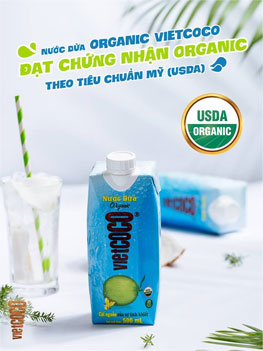 NƯỚC DỪA ORGANIC VIETCOCO
ĐẠT CHỨNG NHẬN ORGANIC
THEO TIÊU CHUẨN MỸ (USDA)
USDA
ORGANIC
Nước Dừa
Organic
vietcoco
500 ml
vietcoco